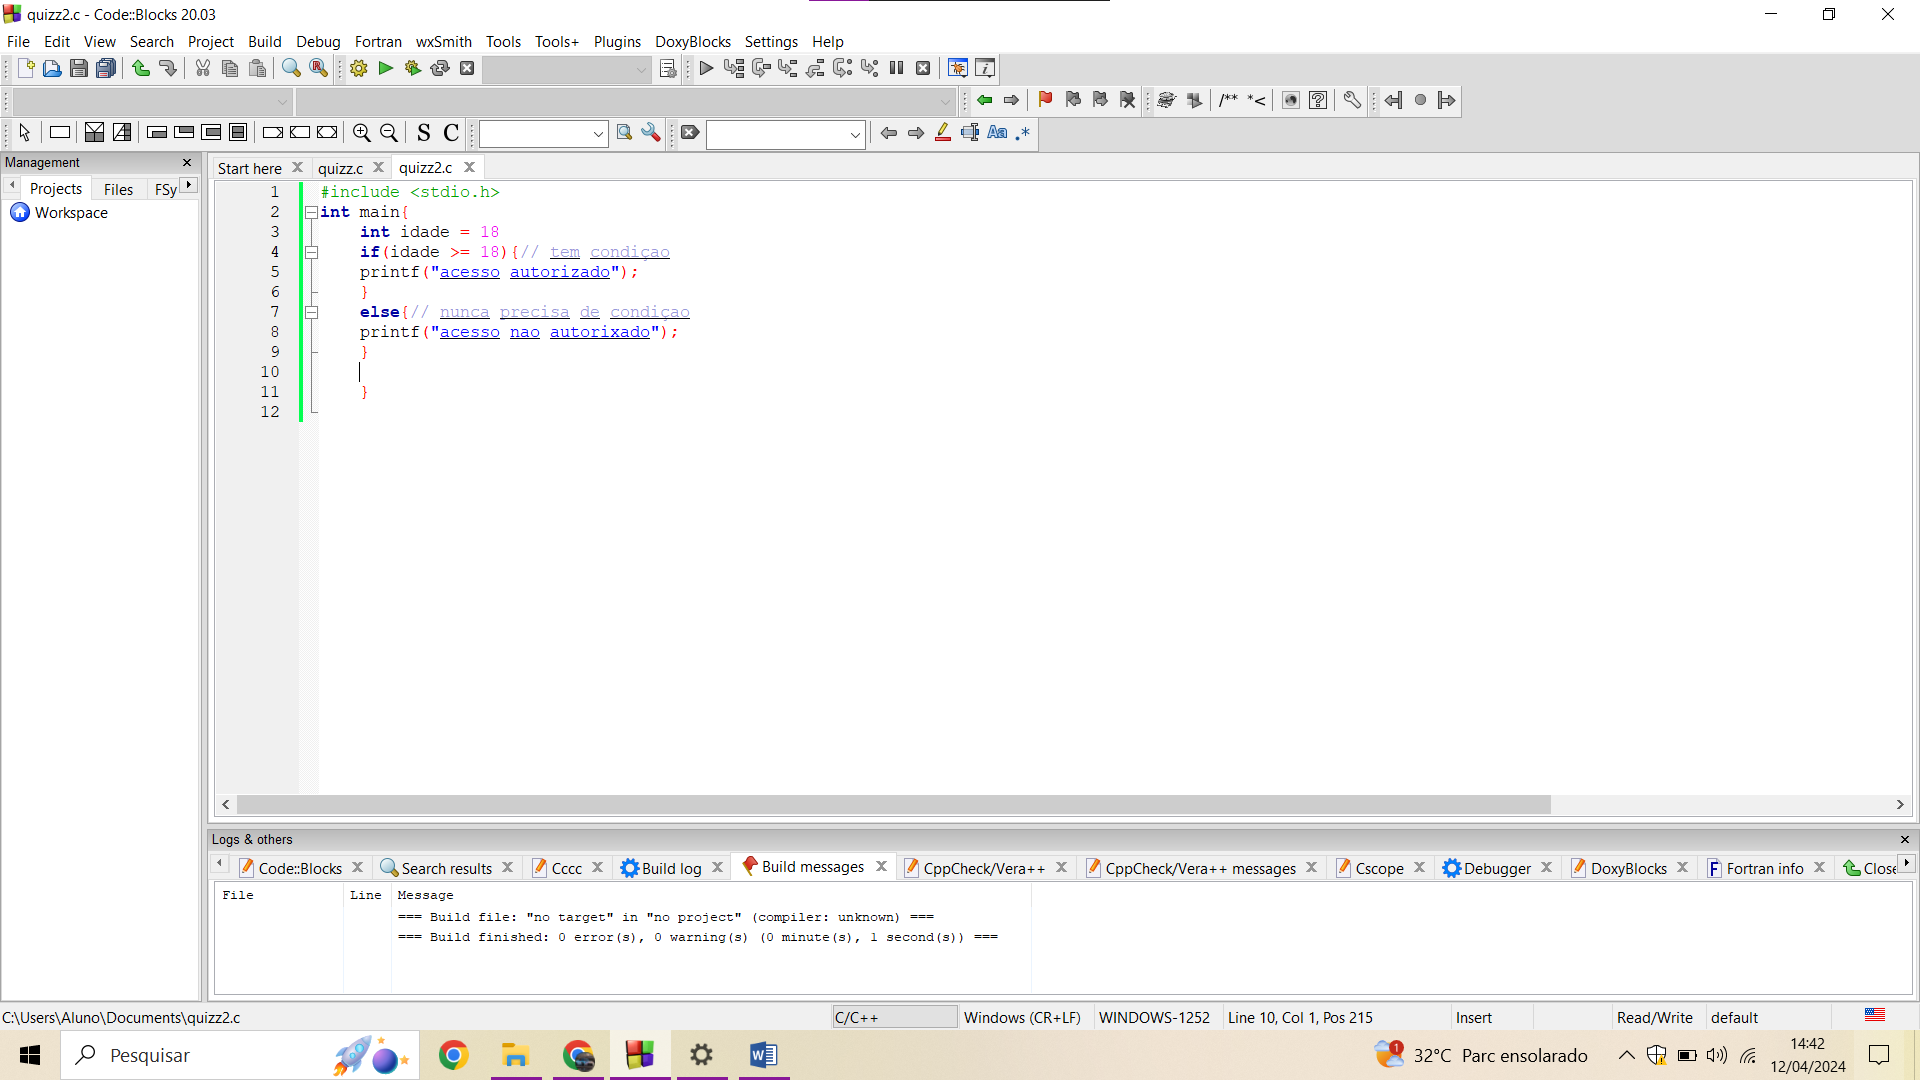 quizz2.c - Code::Blocks 20.03
File Edit View Search Project Build Debug Fortran wxSmith Tools Tools+ Plugins DoxyBlocks Settings Help
/** *<
S C Aa .*
Management
Projects Files FSy
Workspace
Start here quizz.c quizz2.c
1 #include <stdio.h>
2 int main{
3 int idade = 18
4 if(idade >= 18){// tem condiçao
5 printf("acesso autorizado");
6 }
7 else{// nunca precisa de condiçao
8 printf("acesso nao autorixado");
9 }
10
11 }
12
Logs & others
Code::Blocks Search results Cccc Build log Build messages CppCheck/Vera++ CppCheck/Vera++ messages Cscope Debugger DoxyBlocks Fortran info Close
File Line Message
=== Build file: "no target" in "no project" (compiler: unknown) ===
=== Build finished: 0 error(s), 0 warning(s) (0 minute(s), 1 second(s)) ===
C:\Users\Aluno\Documents\quizz2.c C/C++ Windows (CR+LF) WINDOWS-1252 Line 10, Col 1, Pos 215 Insert Read/Write default
Pesquisar 1 32°C Parc ensolarado 14:42
12/04/2024